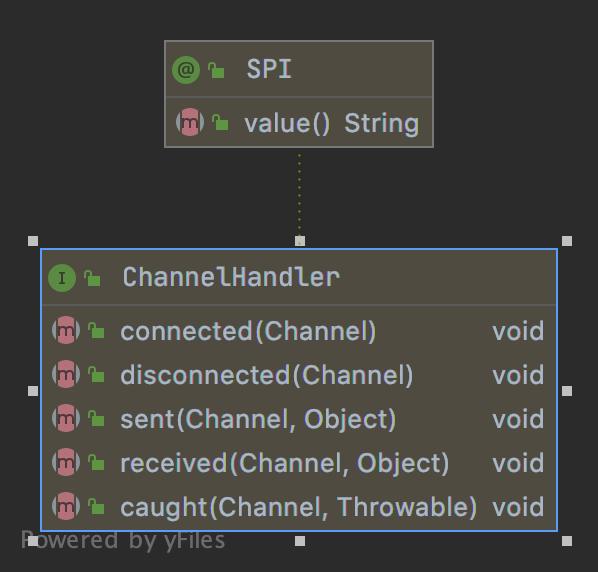 @ SPI
m value() String
I ChannelHandler
m connected(Channel) void
m disconnected(Channel) void
m sent(Channel, Object) void
m received(Channel, Object) void
m caught(Channel, Throwable) void
Powered by yFiles